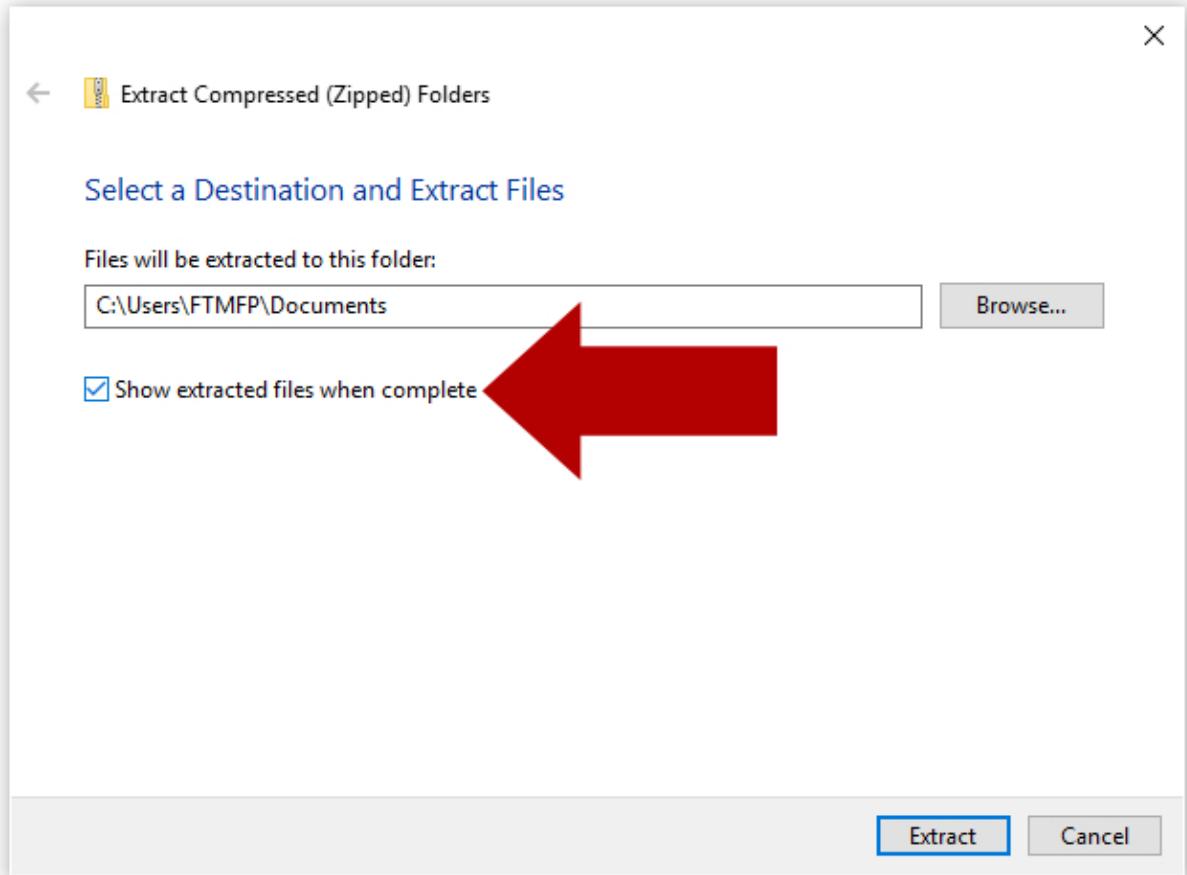 Extract Compressed (Zipped) Folders
Select a Destination and Extract Files
Files will be extracted to this folder:
C:\Users\FTMFP\Documents
Browse...
Show extracted files when complete
Extract
Cancel